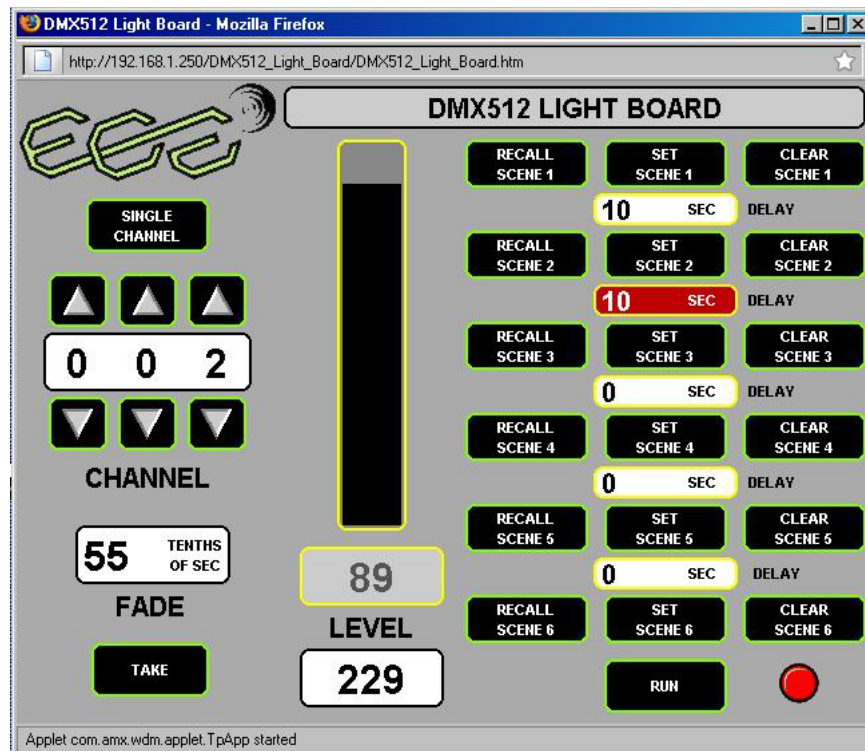 DMX512 Light Board - Mozilla Firefox
http://192.168.1.250/DMX512_Light_Board/DMX512_Light_Board.htm
ECA
DMX512 LIGHT BOARD
SINGLE
CHANNEL
0 0 2
CHANNEL
55 TENTHS
OF SEC
FADE
TAKE
89
LEVEL
229
RECALL
SCENE 1
SET
SCENE 1
CLEAR
SCENE 1
10 SEC DELAY
RECALL
SCENE 2
SET
SCENE 2
CLEAR
SCENE 2
10 SEC DELAY
RECALL
SCENE 3
SET
SCENE 3
CLEAR
SCENE 3
0 SEC DELAY
RECALL
SCENE 4
SET
SCENE 4
CLEAR
SCENE 4
0 SEC DELAY
RECALL
SCENE 5
SET
SCENE 5
CLEAR
SCENE 5
0 SEC DELAY
RECALL
SCENE 6
SET
SCENE 6
CLEAR
SCENE 6
RUN
Applet com.amx.wdm.applet.TpApp started